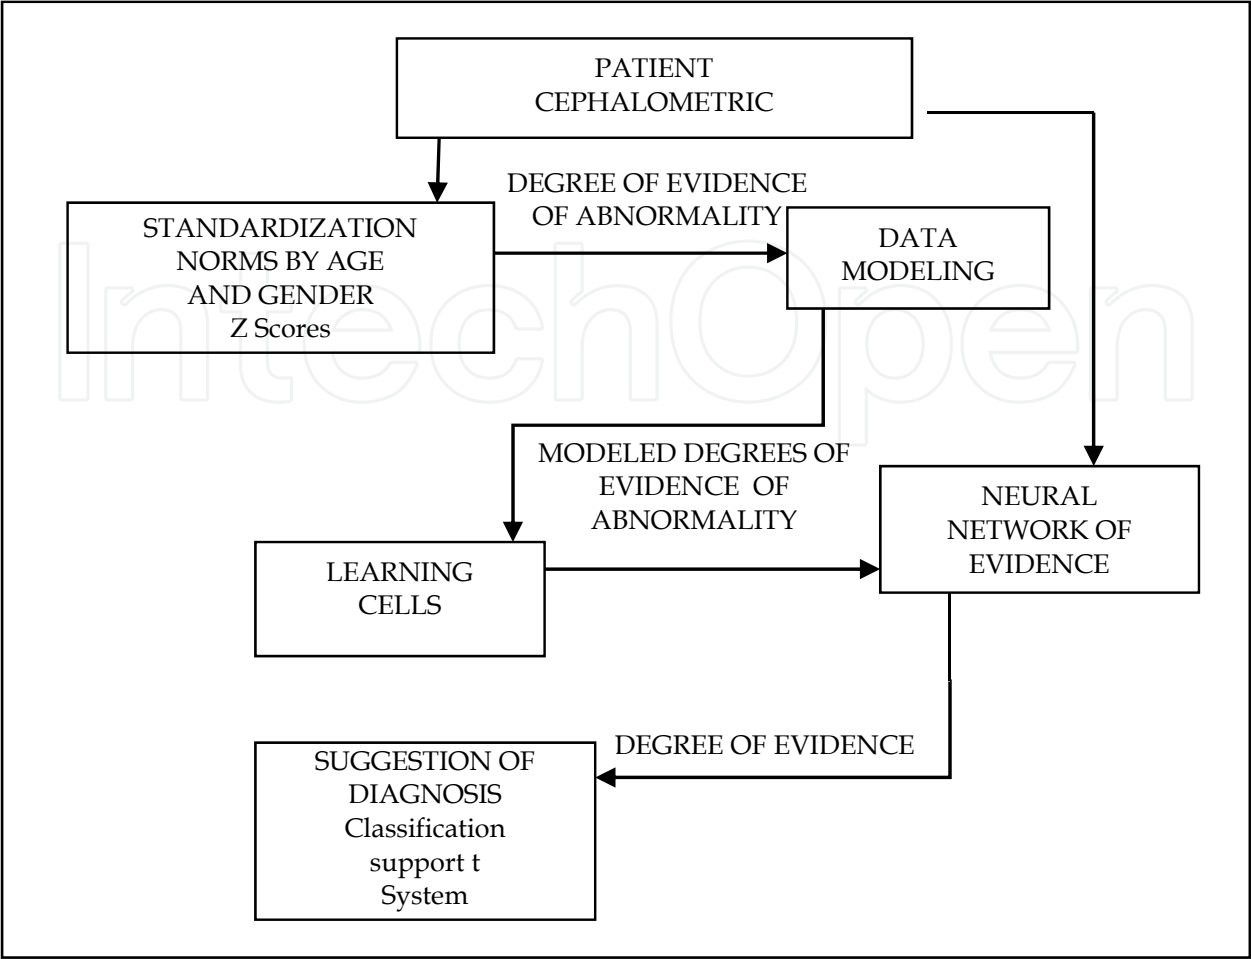 PATIENT
CEPHALOMETRIC
DEGREE OF EVIDENCE
OF ABNORMALITY
STANDARDIZATION
NORMS BY AGE
AND GENDER
Z Scores
DATA
MODELING
IntechOpen
MODELED DEGREES OF
EVIDENCE OF
ABNORMALITY
NEURAL
NETWORK OF
EVIDENCE
LEARNING
CELLS
DEGREE OF EVIDENCE
SUGGESTION OF
DIAGNOSIS
Classification
support t
System